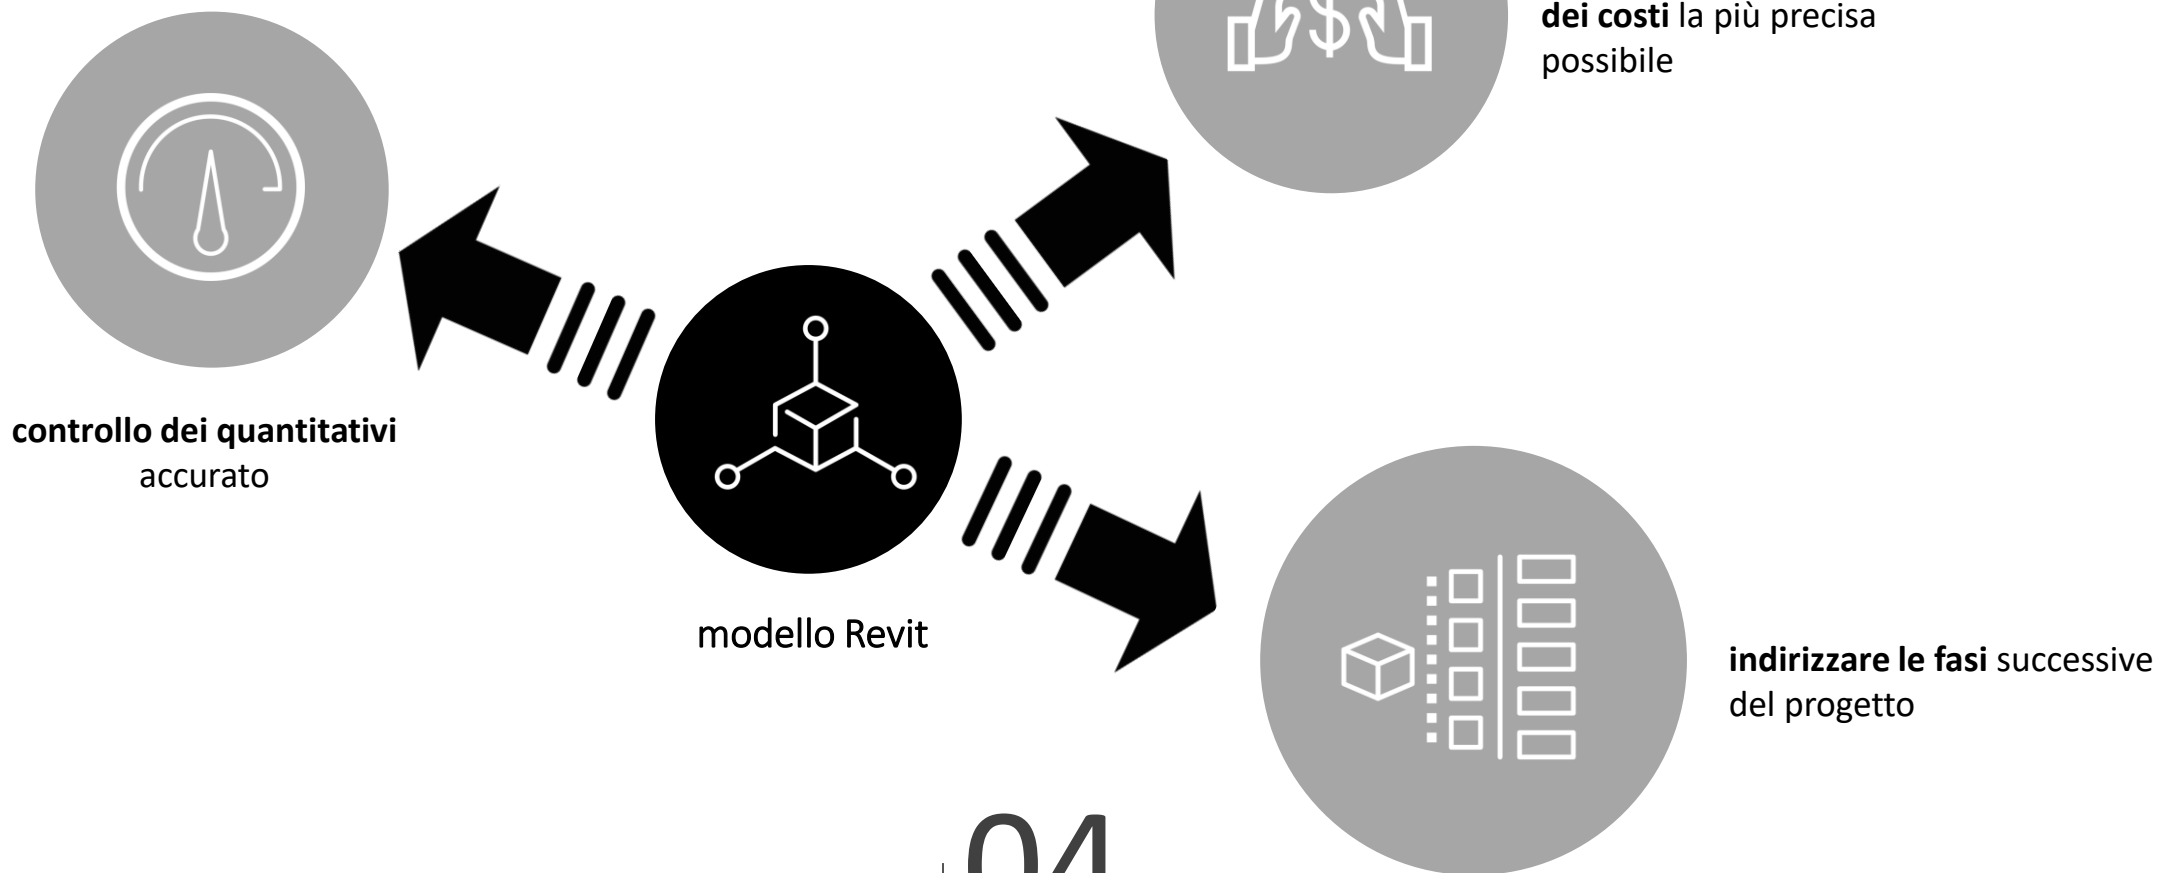 dei costi la più precisa
possibile
controllo dei quantitativi
accurato
modello Revit
indirizzare le fasi successive
del progetto
04